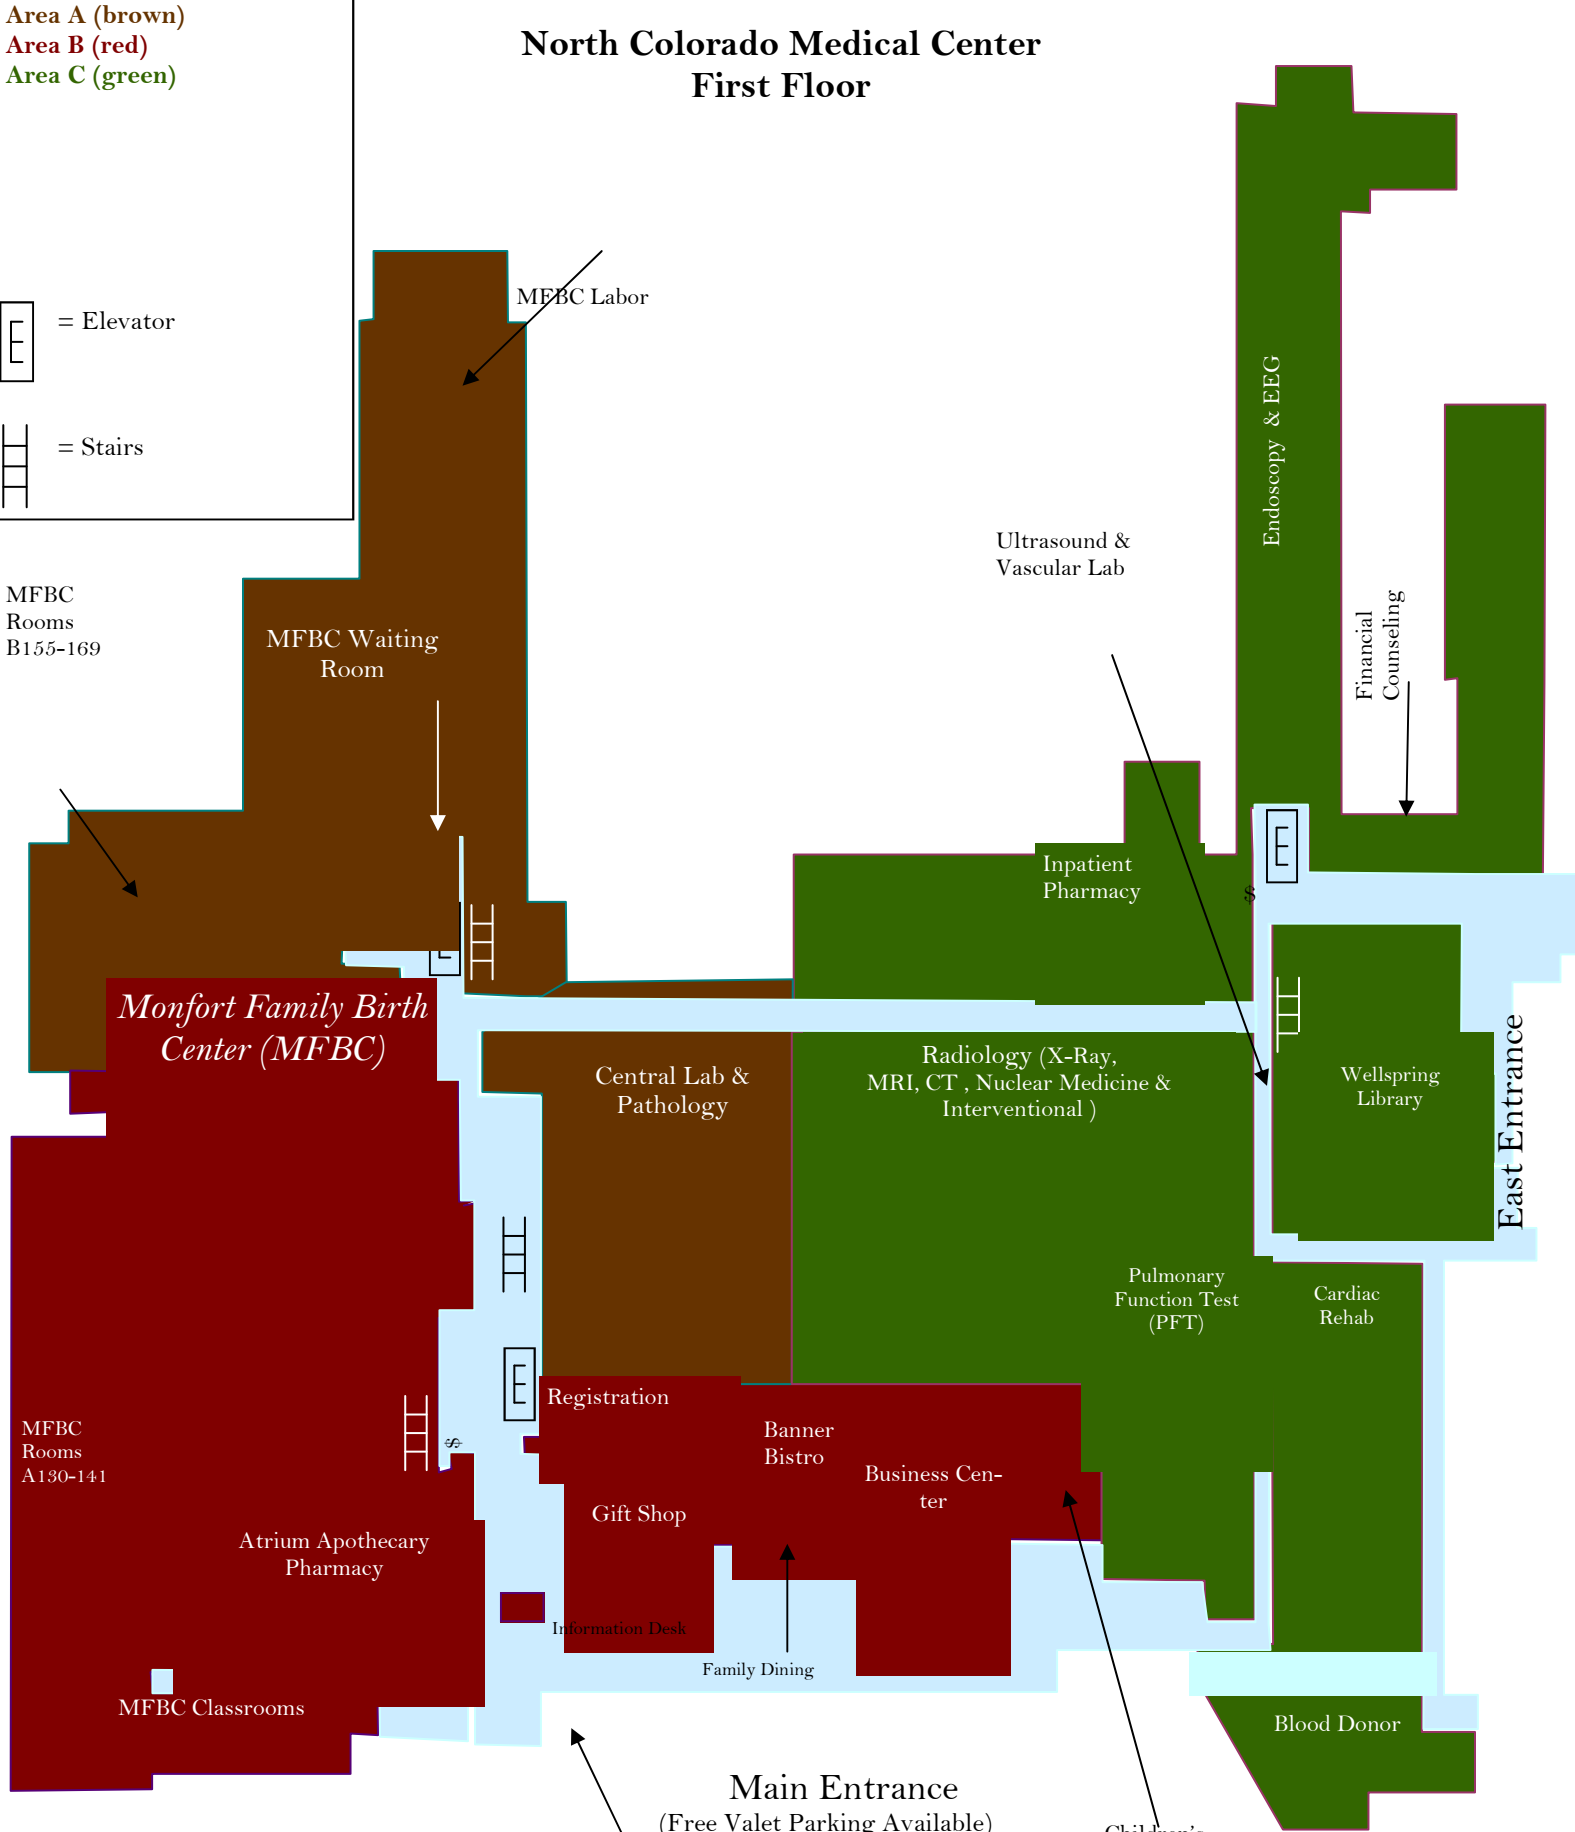 Area A (brown)
Area B (red)
Area C (green)
North Colorado Medical Center
First Floor
E
= Elevator
= Stairs
MFBC Labor
MFBC
Rooms
B155-169
MFBC Waiting
Room
Ultrasound &
Vascular Lab
Endoscopy & EEG
Financial
Counseling
Inpatient
Pharmacy
E
$
E
Monfort Family Birth
Center (MFBC)
Central Lab &
Pathology
Radiology (X-Ray,
MRI, CT , Nuclear Medicine &
Interventional )
Wellspring
Library
East Entrance
Pulmonary
Function Test
(PFT)
Cardiac
Rehab
E
Registration
MFBC
Rooms
A130-141
$
Banner
Bistro
Business Cen-
ter
Gift Shop
Atrium Apothecary
Pharmacy
Information Desk
Family Dining
MFBC Classrooms
Blood Donor
Main Entrance
(Free Valet Parking Available)
Children's